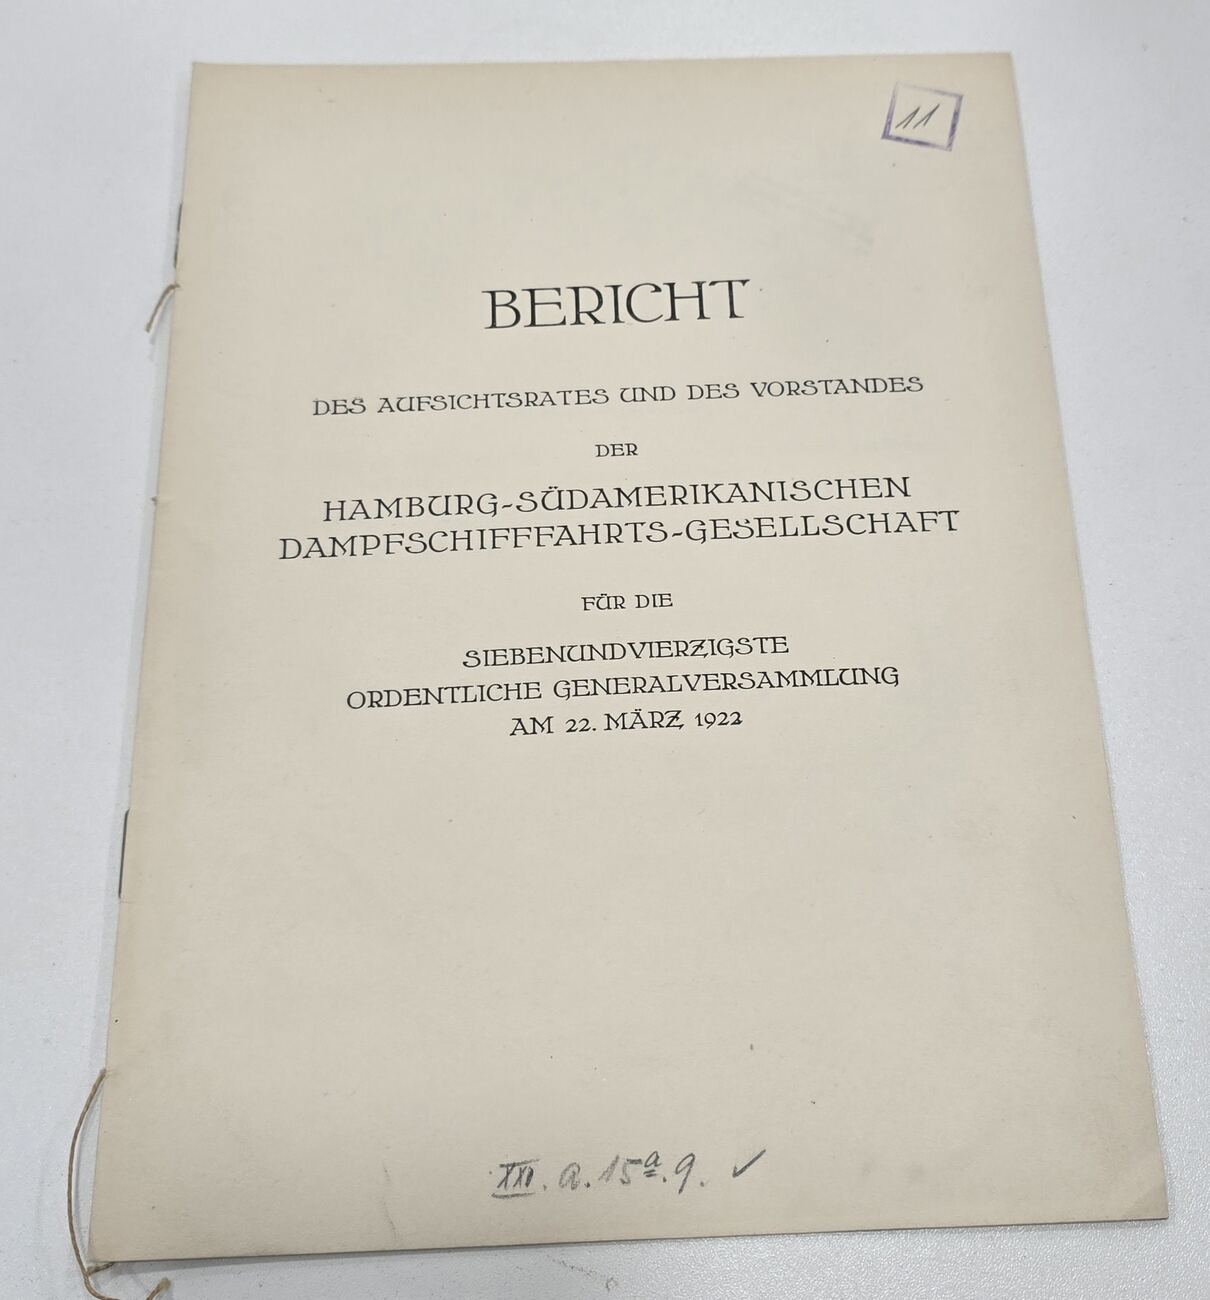 11
BERICHT
DES AUFSICHTSRATES UND DES VORSTANDES
DER
HAMBURG-SÜDAMERIKANISCHEN
DAMPFSCHIFFFAHRTS-GESELLSCHAFT
FÜR DIE
SIEBENUNDVIERZIGSTE
ORDENTLICHE GENERALVERSAMMLUNG
AM 22. MÄRZ 1922
XXI. a. 15a. 9. ✓